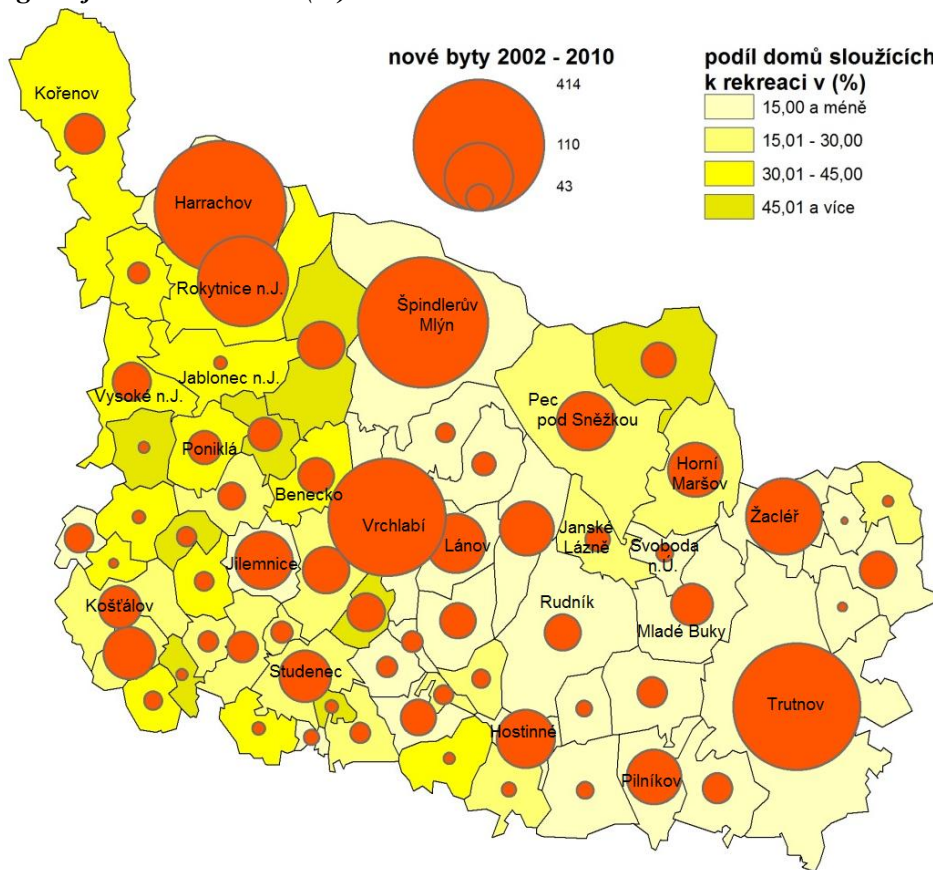 nové byty 2002 - 2010
414
110
43
podíl domů sloužících
k rekreaci v (%)
15,00 a méně
15,01 - 30,00
30,01 - 45,00
45,01 a více
Kořenov
Harrachov
Rokytnice n.J.
Špindlerův
Mlýn
Jablonec n.J.
Vysoké n.J.
Pec
pod Sněžkou
Poniklá
Benecko
Horní
Maršov
Žacléř
Vrchlabí
Lánov
Janské
Lázně
Svoboda
n.Ú.
Jilemnice
Košťálov
Rudník
Mladé Buky
Studenec
Trutnov
Hostinné
Pilníkov